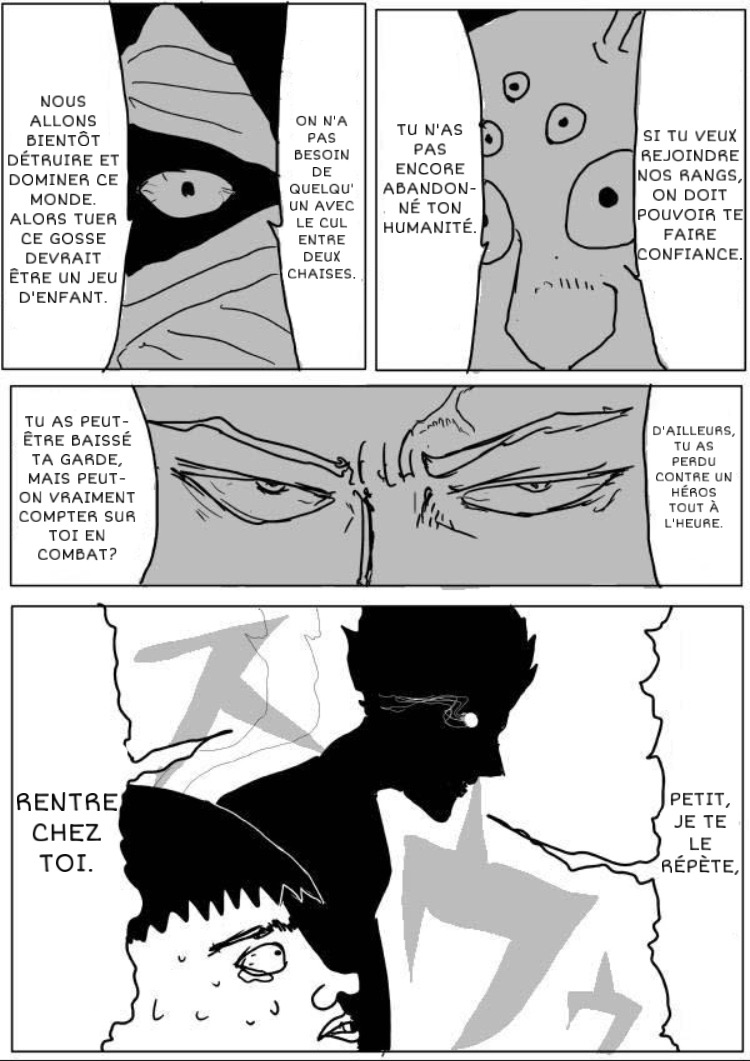 SI TU VEUX
REJOINDRE
NOS RANGS,
ON DOIT
POUVOIR TE
FAIRE
CONFIANCE.
TU N'AS
PAS
ENCORE
ABANDON-
NÉ TON
HUMANITÉ.
ON N'A
PAS
BESOIN
DE
QUELQU'
UN AVEC
LE CUL
ENTRE
DEUX
CHAISES.
NOUS
ALLONS
BIENTÔT
DÉTRUIRE ET
DOMINER CE
MONDE.
ALORS TUER
CE GOSSE
DEVRAIT
ÊTRE UN JEU
D'ENFANT.
D'AILLEURS,
TU AS
PERDU
CONTRE UN
HÉROS
TOUT À
L'HEURE.
TU AS PEUT-
ÊTRE BAISSÉ
TA GARDE,
MAIS PEUT-
ON VRAIMENT
COMPTER SUR
TOI EN
COMBAT?
PETIT,
JE TE
LE
RÉPÈTE,
RENTRE
CHEZ
TOI.
ス
ウ
ゥ